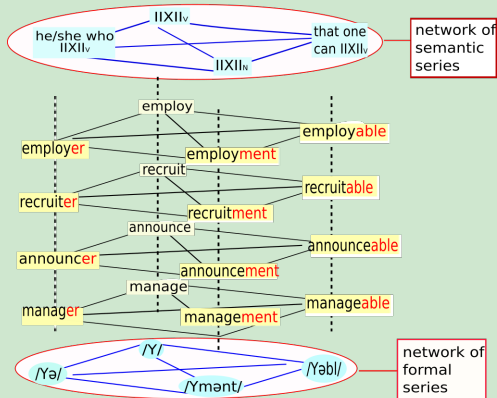 IIXIIV
he/she who
IIXIIV
that one
can IIXIIV
IIXIIN
network of
semantic
series
employ
employer
employment
employable
recruit
recruiter
recruitment
recruitable
announce
announcer
announcement
announceable
manage
manager
management
manageable
/Y/
/Yə/
/Yəbl/
/Ymənt/
network of
formal
series